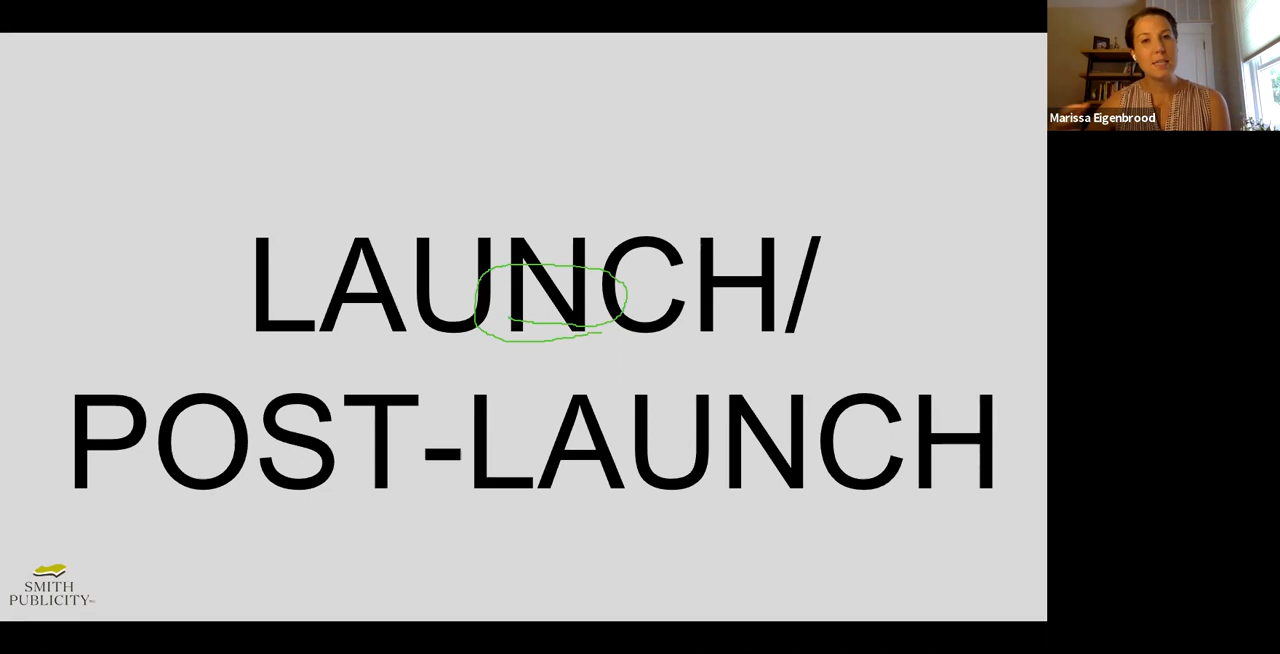 LAUNCH/
POST-LAUNCH
SMITH
PUBLICITY
Marissa Eigenbrood